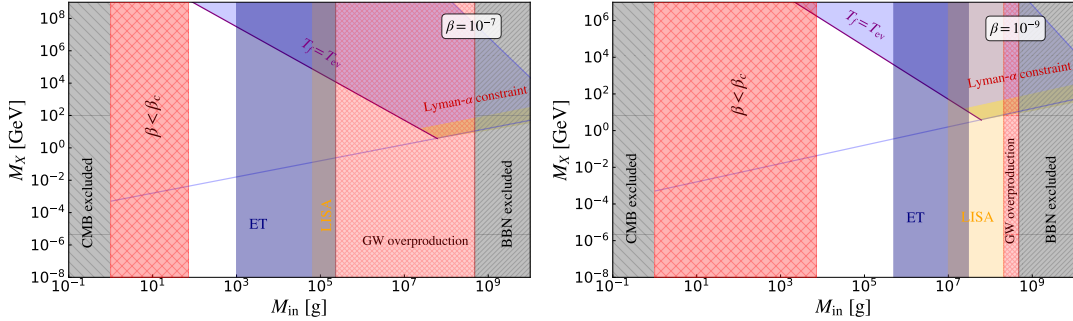 10⁸
10⁶
10⁴
10²
10⁰
10⁻²
10⁻⁴
10⁻⁶
10⁻⁸
M_X [GeV]
β = 10⁻⁷
T_f = T_ev
Lyman-α constraint
β < β_c
CMB excluded
ET
LISA
GW overproduction
BBN excluded
10⁻¹ 10¹ 10³ 10⁵ 10⁷ 10⁹
M_in [g]
10⁸
10⁶
10⁴
10²
10⁰
10⁻²
10⁻⁴
10⁻⁶
10⁻⁸
M_X [GeV]
β = 10⁻⁹
T_f = T_ev
Lyman-α constraint
β < β_c
CMB excluded
ET
LISA
GW overproduction
BBN excluded
10⁻¹ 10¹ 10³ 10⁵ 10⁷ 10⁹
M_in [g]